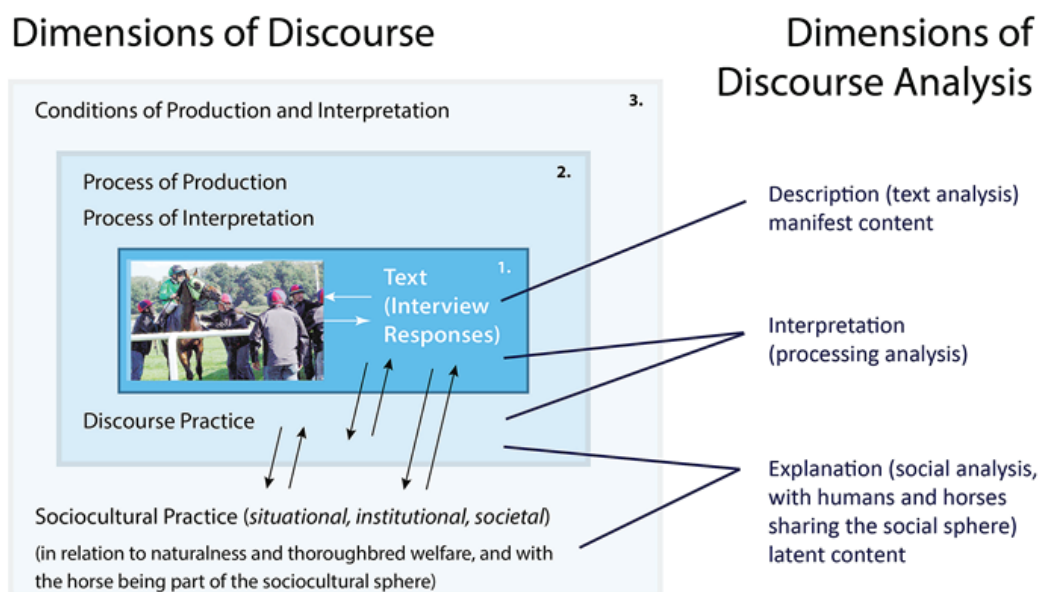 Dimensions of Discourse
Dimensions of
Discourse Analysis
Conditions of Production and Interpretation
3.
Process of Production
2.
Process of Interpretation
1.
Text
(Interview
Responses)
Discourse Practice
Sociocultural Practice (situational, institutional, societal)
(in relation to naturalness and thoroughbred welfare, and with
the horse being part of the sociocultural sphere)
Description (text analysis)
manifest content
Interpretation
(processing analysis)
Explanation (social analysis,
with humans and horses
sharing the social sphere)
latent content